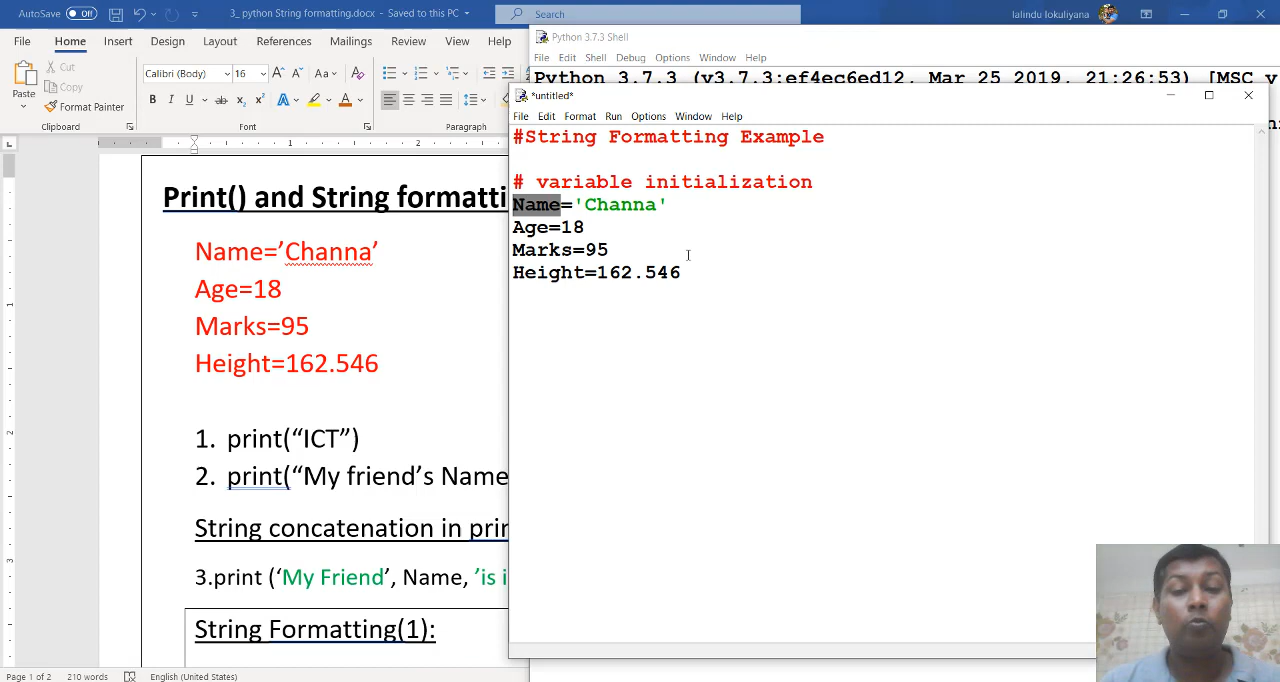 AutoSave Off 3_ python String formatting.docx - Saved to this PC Search lalindu lokuliyana
File Home Insert Draw Design Layout References Mailings Review View Help
Paste Cut Copy Format Painter Calibri (Body) 16
Clipboard Font Paragraph
Print() and String formatti
Name=’Channa’
Age=18
Marks=95
Height=162.546
1. print(“ICT”)
2. print(“My friend’s Name
String concatenation in prin
3.print (‘My Friend’, Name, ’is i
String Formatting(1):
Page 1 of 2 210 words English (United States)
Python 3.7.3 Shell
File Edit Shell Debug Options Window Help
Python 3.7.3 (v3.7.3:ef4ec6ed12, Mar 25 2019, 21:26:53) [MSC v
*untitled*
File Edit Format Run Options Window Help
#String Formatting Example
# variable initialization
Name='Channa'
Age=18
Marks=95
Height=162.546